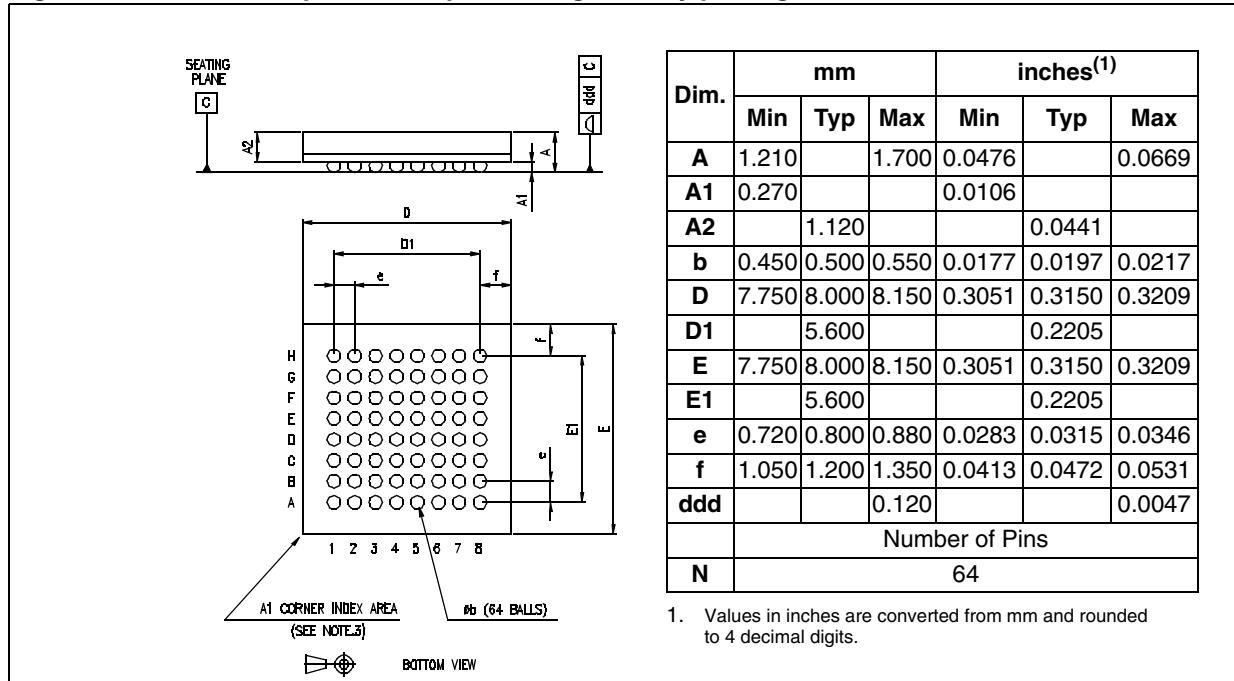 SEATING
PLANE
C
ddd C
A2
A
A1
D
D1
e
f
f
H
G
F
E
D
C
B
A
E1
E
e
1 2 3 4 5 6 7 8
A1 CORNER INDEX AREA
(SEE NOTE.3)
øb (64 BALLS)
BOTTOM VIEW
Dim. mm inches(1)
Min Typ Max Min Typ Max
A 1.210 1.700 0.0476 0.0669
A1 0.270 0.0106
A2 1.120 0.0441
b 0.450 0.500 0.550 0.0177 0.0197 0.0217
D 7.750 8.000 8.150 0.3051 0.3150 0.3209
D1 5.600 0.2205
E 7.750 8.000 8.150 0.3051 0.3150 0.3209
E1 5.600 0.2205
e 0.720 0.800 0.880 0.0283 0.0315 0.0346
f 1.050 1.200 1.350 0.0413 0.0472 0.0531
ddd 0.120 0.0047
Number of Pins
N 64
1. Values in inches are converted from mm and rounded
to 4 decimal digits.